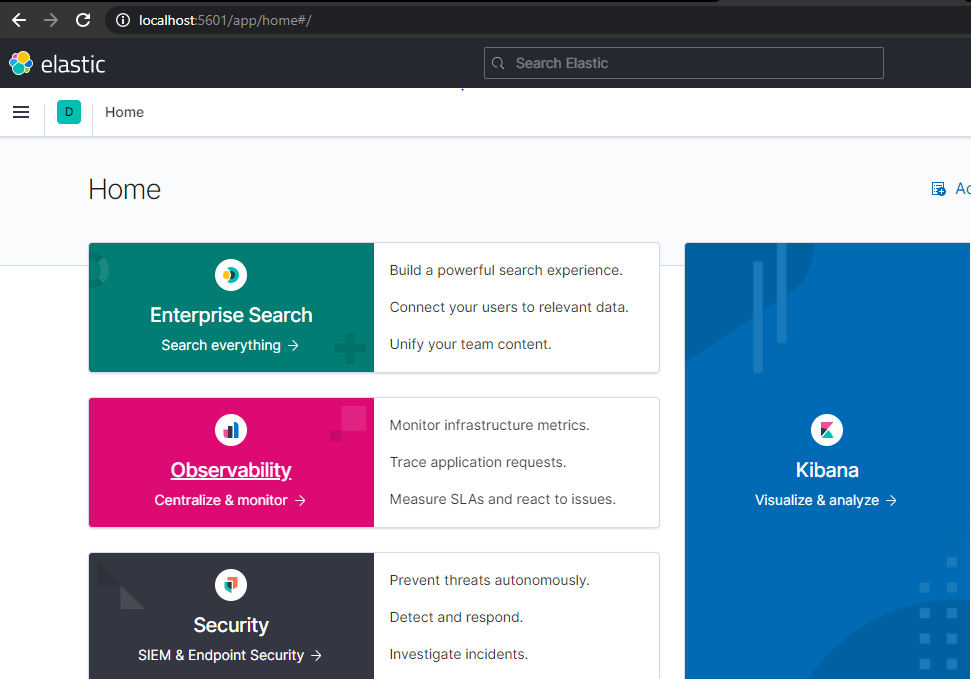 localhost:5601/app/home#/
elastic
Search Elastic
D
Home
Home
Enterprise Search
Search everything →
Build a powerful search experience.
Connect your users to relevant data.
Unify your team content.
Observability
Centralize & monitor →
Monitor infrastructure metrics.
Trace application requests.
Measure SLAs and react to issues.
Kibana
Visualize & analyze →
Security
SIEM & Endpoint Security →
Prevent threats autonomously.
Detect and respond.
Investigate incidents.